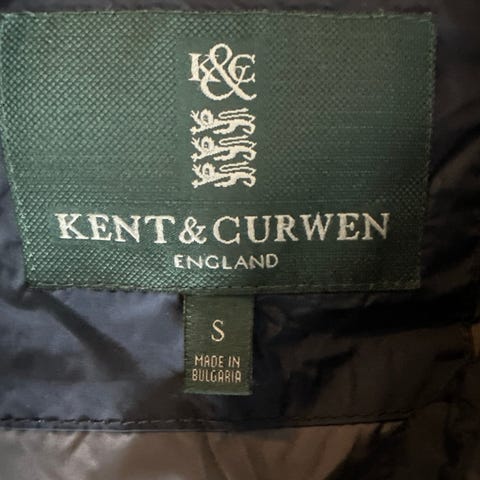 K&C
KENT & CURWEN
ENGLAND
S
MADE IN
BULGARIA